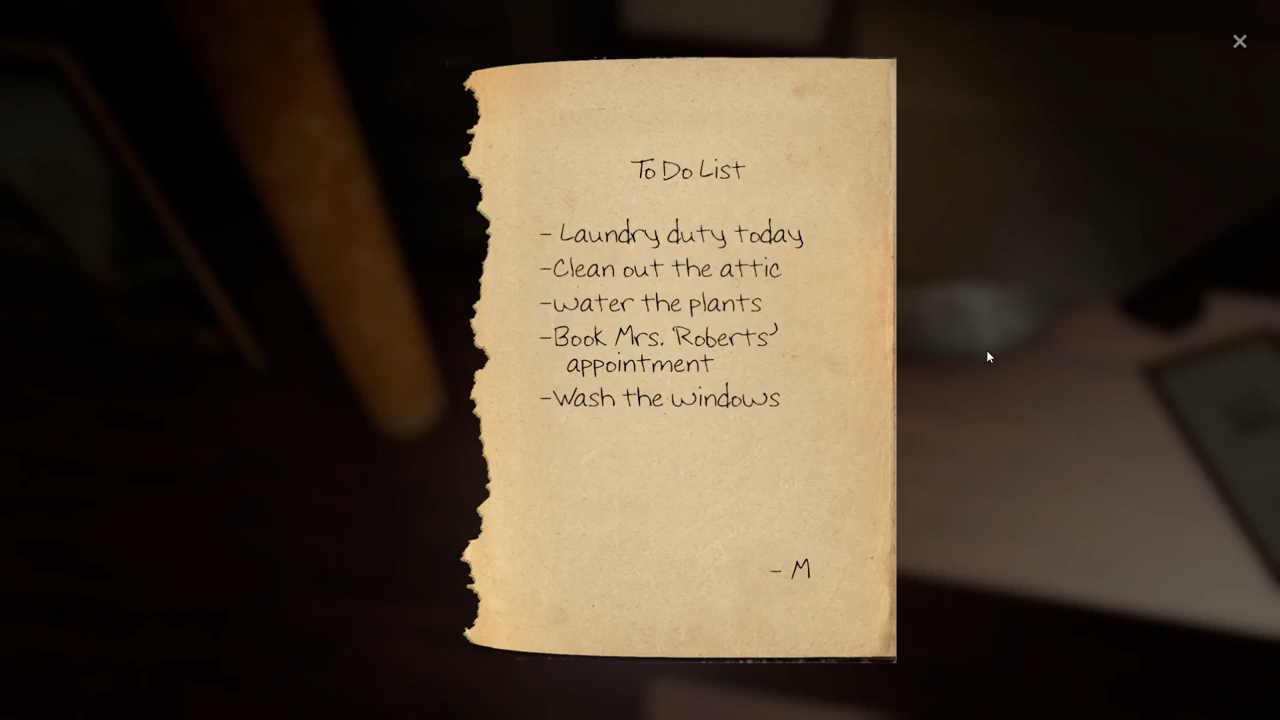 To Do List
- Laundry duty today
-Clean out the attic
-water the plants
-Book Mrs. Roberts'
appointment
-Wash the windows
- M